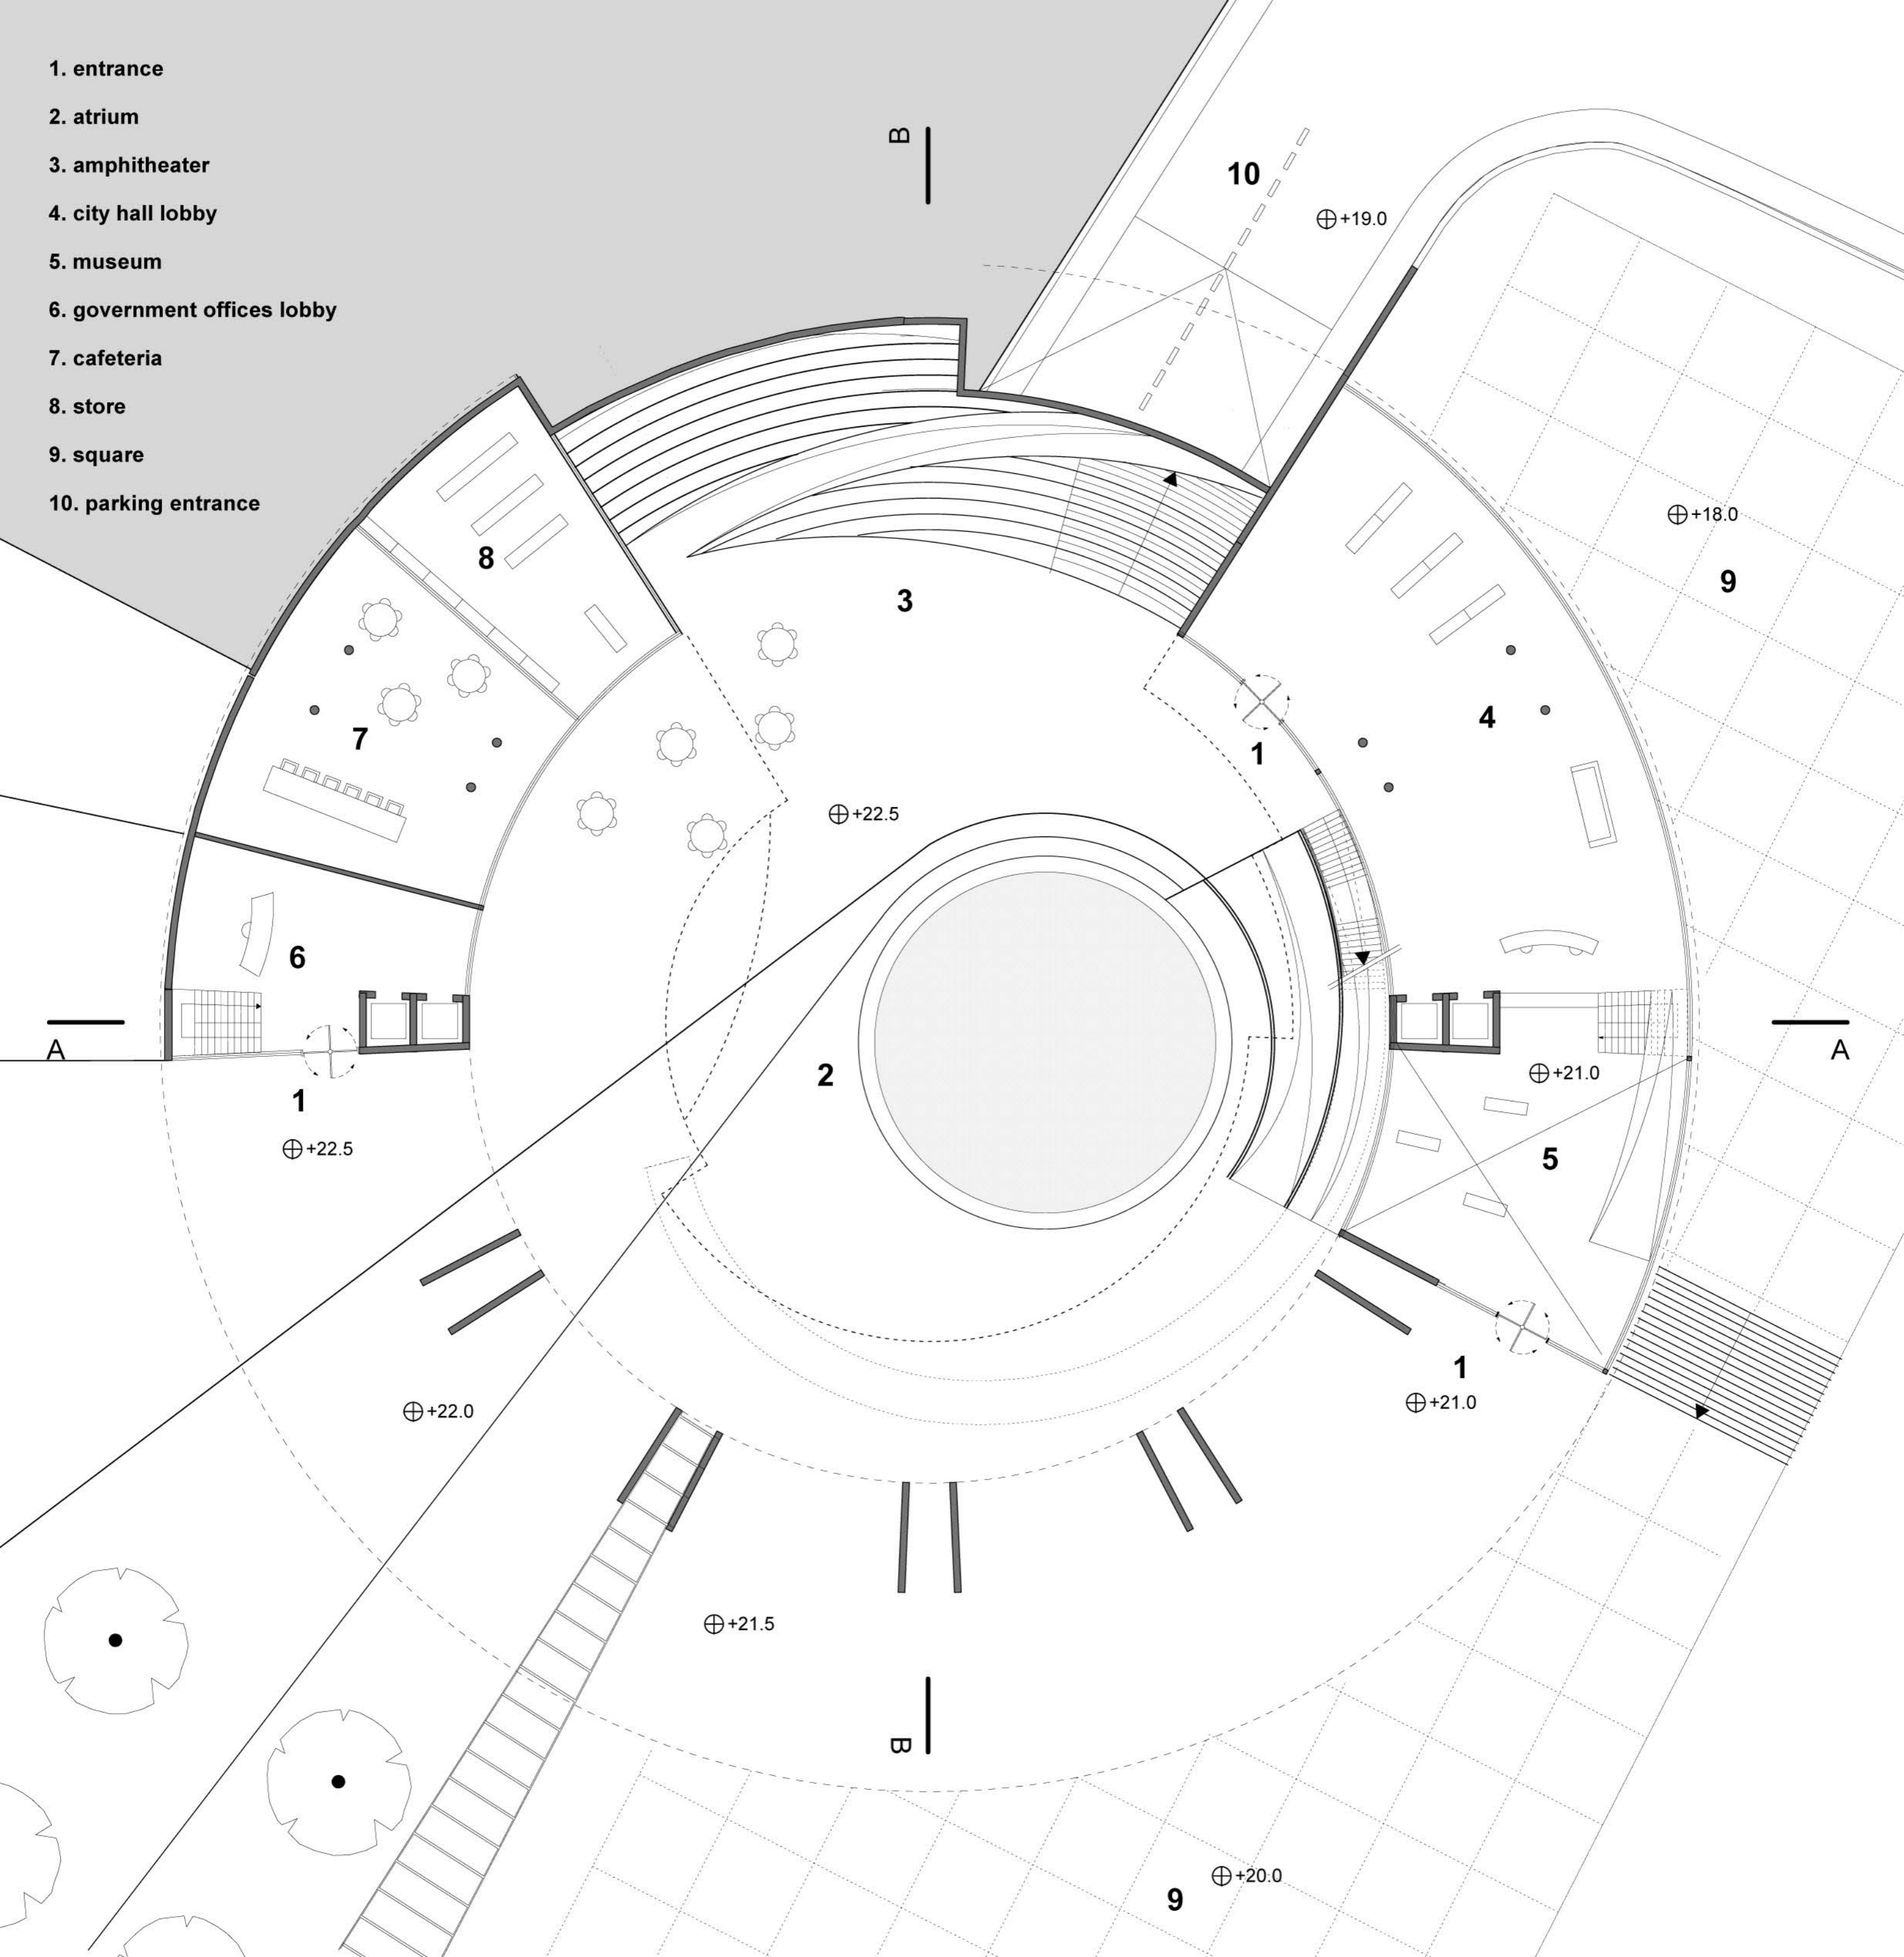 1. entrance
2. atrium
3. amphitheater
4. city hall lobby
5. museum
6. government offices lobby
7. cafeteria
8. store
9. square
10. parking entrance
B
10
+19.0
+18.0
8
9
3
4
7
1
+22.5
6
A
A
2
+21.0
1
5
+22.5
1
+21.0
+22.0
+21.5
B
+20.0
9